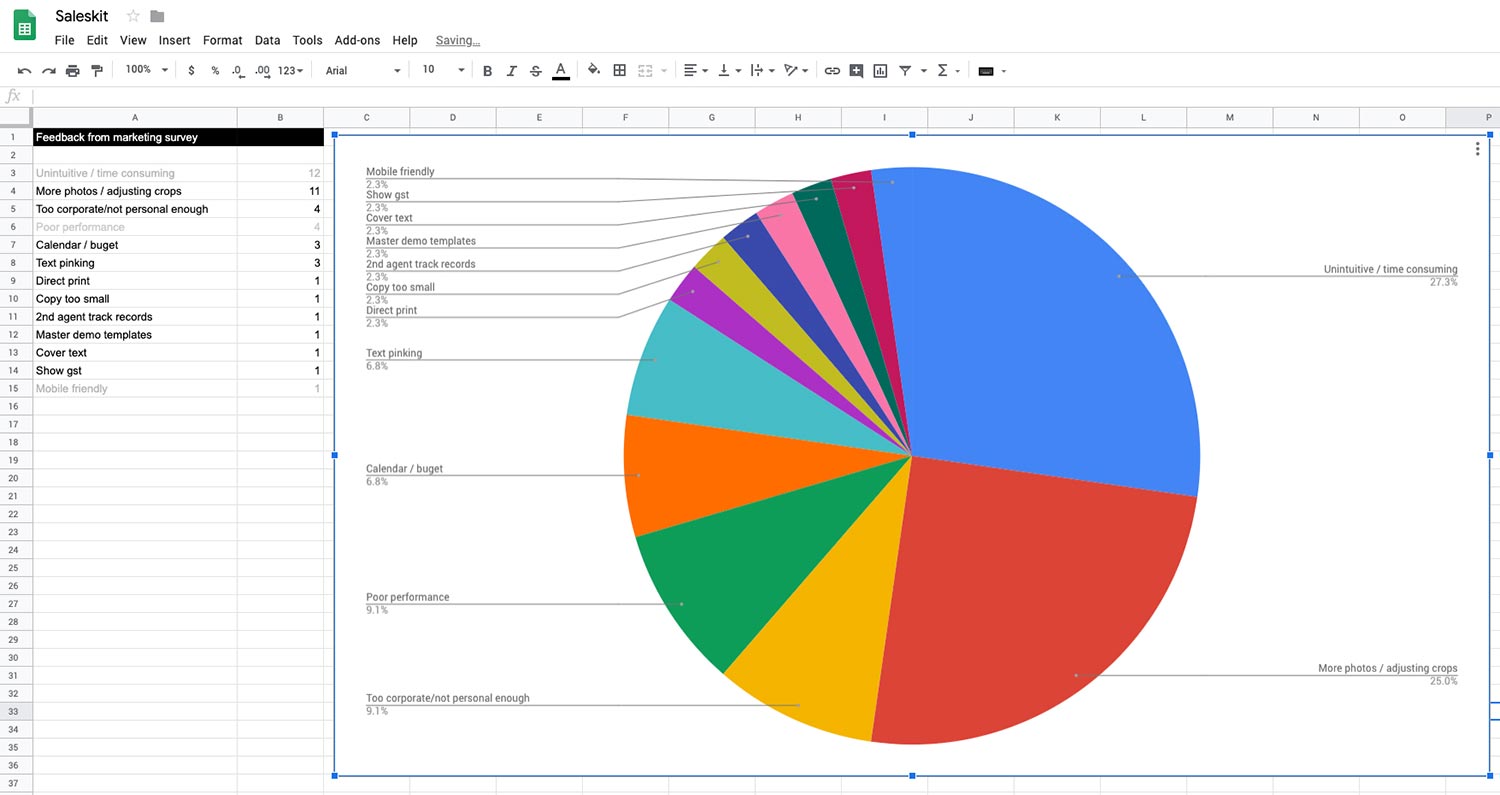 Saleskit
File Edit View Insert Format Data Tools Add-ons Help Saving...
100% $ % .0 .00 123 Arial 10 B I S A
fx
A B C D E F G H I J K L M N O P
1 Feedback from marketing survey
2
3 Unintuitive / time consuming 12
4 More photos / adjusting crops 11
5 Too corporate/not personal enough 4
6 Poor performance 4
7 Calendar / buget 3
8 Text pinking 3
9 Direct print 1
10 Copy too small 1
11 2nd agent track records 1
12 Master demo templates 1
13 Cover text 1
14 Show gst 1
15 Mobile friendly 1
16
17
18
19
20
21
22
23
24
25
26
27
28
29
30
31
32
33
34
35
36
37
Mobile friendly
2.3%
Show gst
2.3%
Cover text
2.3%
Master demo templates
2.3%
2nd agent track records
2.3%
Copy too small
2.3%
Direct print
2.3%
Text pinking
6.8%
Calendar / buget
6.8%
Poor performance
9.1%
Too corporate/not personal enough
9.1%
Unintuitive / time consuming
27.3%
More photos / adjusting crops
25.0%